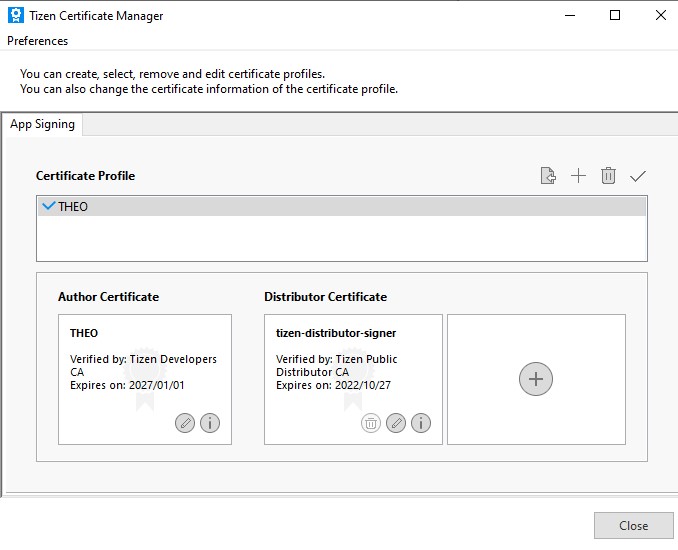 Tizen Certificate Manager
Preferences
You can create, select, remove and edit certificate profiles.
You can also change the certificate information of the certificate profile.
App Signing
Certificate Profile
THEO
Author Certificate
THEO
Verified by: Tizen Developers
CA
Expires on: 2027/01/01
Distributor Certificate
tizen-distributor-signer
Verified by: Tizen Public
Distributor CA
Expires on: 2022/10/27
Close